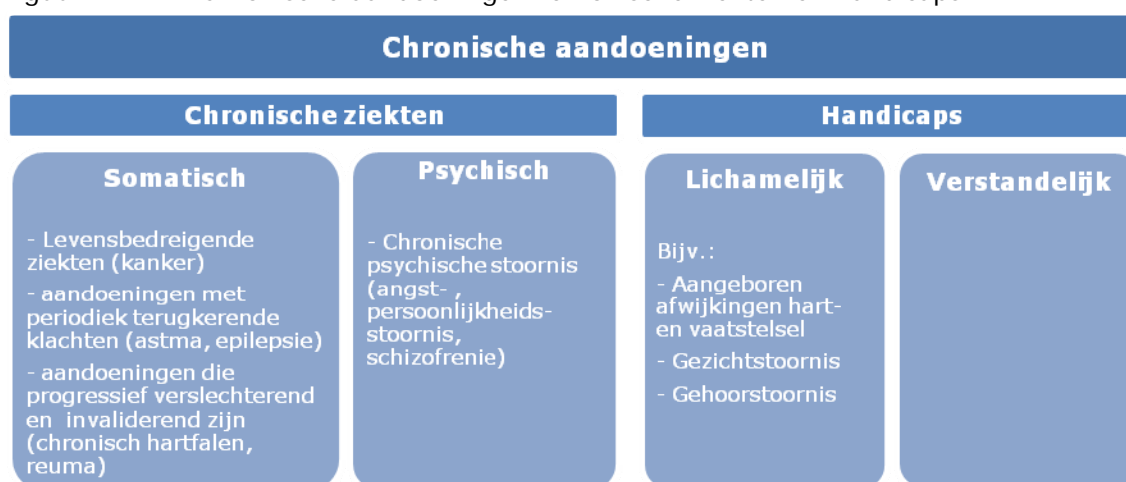 Chronische aandoeningen
Chronische ziekten
Handicaps
Somatisch
- Levensbedreigende
ziekten (kanker)
- aandoeningen met
periodiek terugkerende
klachten (astma, epilepsie)
- aandoeningen die
progressief verslechterend
en invaliderend zijn
(chronisch hartfalen,
reuma)
Psychisch
- Chronische
psychische stoornis
(angst- ,
persoonlijkheids-
stoornis,
schizofrenie)
Lichamelijk
Bijv.:
- Aangeboren
afwijkingen hart-
en vaatstelsel
- Gezichtstoornis
- Gehoorstoornis
Verstandelijk